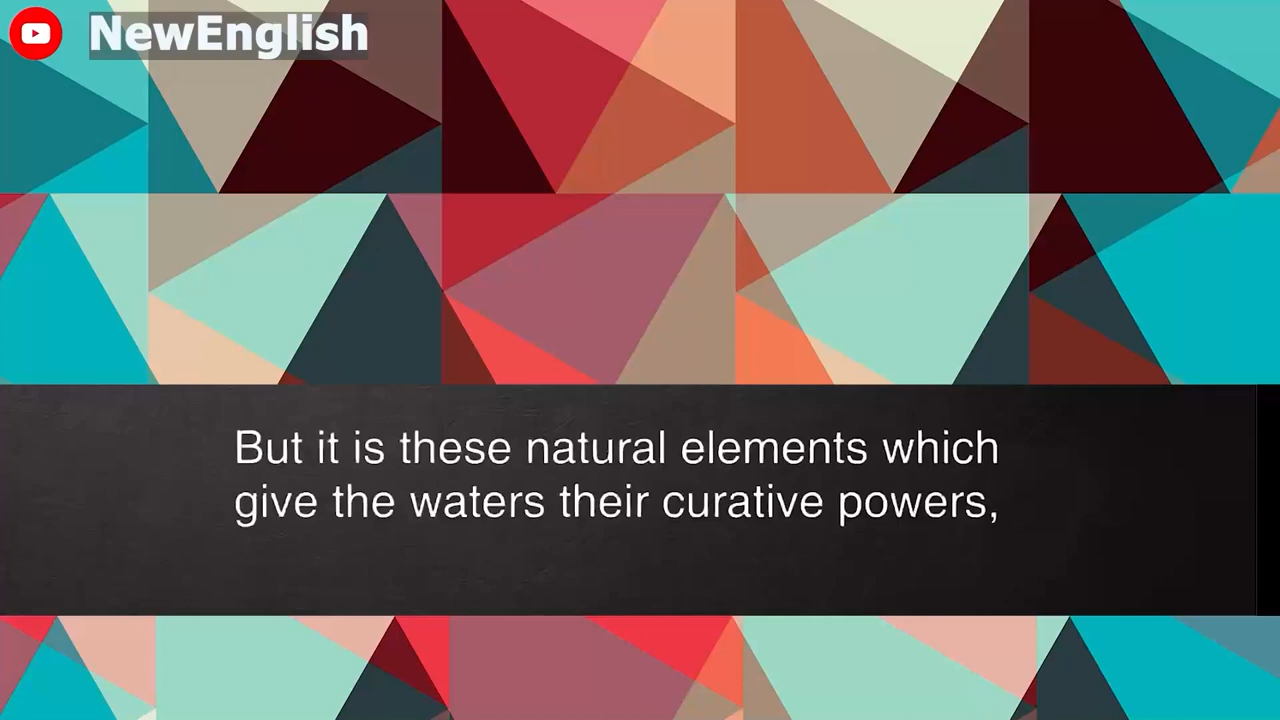 NewEnglish
But it is these natural elements which
give the waters their curative powers,